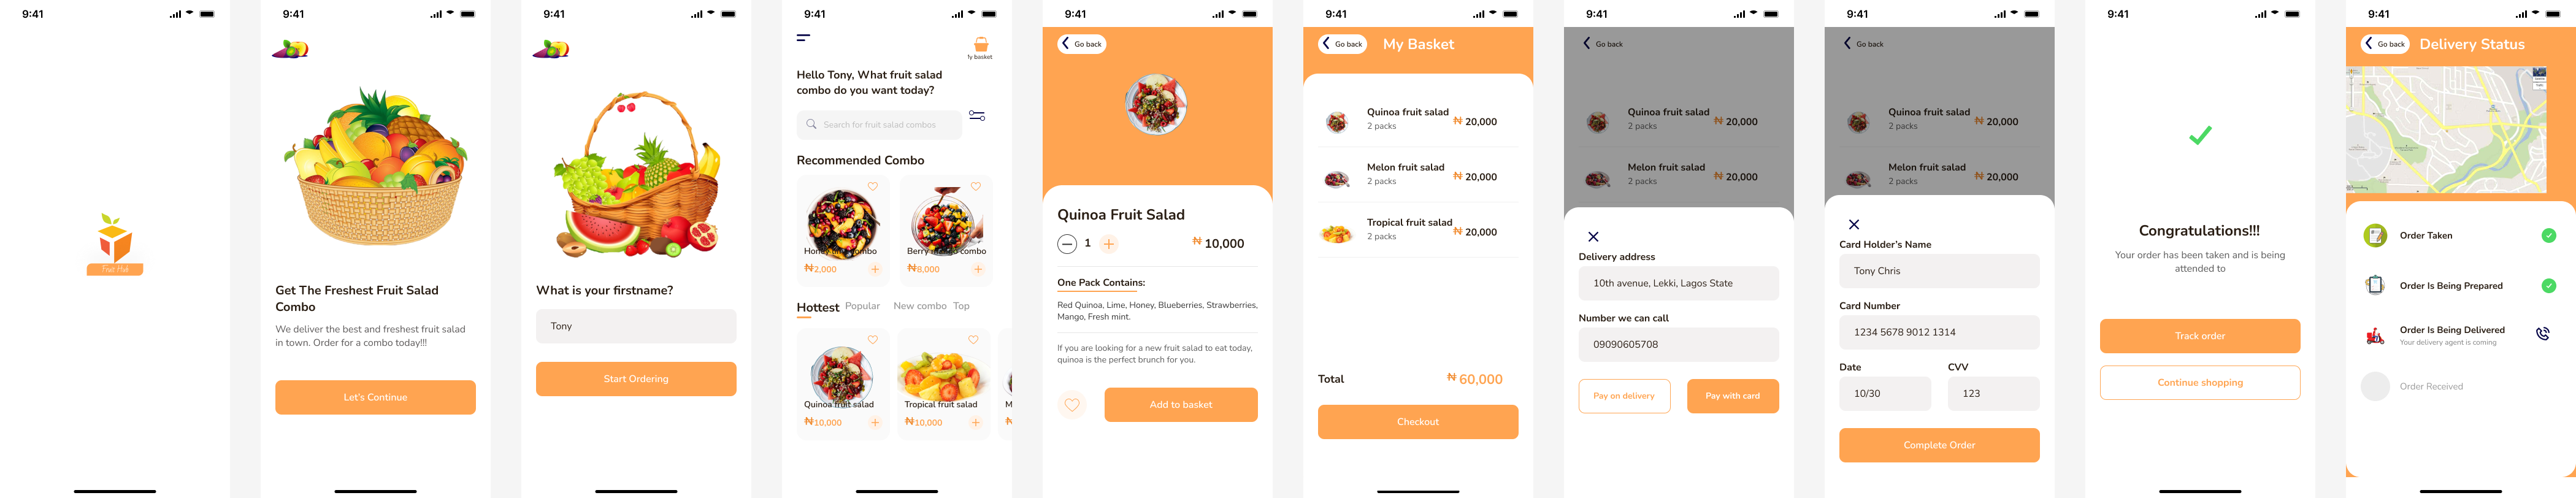 9:41
Fruit Hub
9:41
Get The Freshest Fruit Salad
Combo
We deliver the best and freshest fruit salad
in town. Order for a combo today!!!
Let's Continue
9:41
What is your firstname?
Tony
Start Ordering
9:41
y basket
Hello Tony, What fruit salad
combo do you want today?
Search for fruit salad combos
Recommended Combo
combo
₦2,000
+
Berry mango combo
₦8,000
+
Hottest Popular New combo Top
Quinoa fruit salad
₦10,000
+
Tropical fruit salad
₦10,000
+
M
₦
9:41
Go back
Quinoa Fruit Salad
1
₦ 10,000
One Pack Contains:
Red Quinoa, Lime, Honey, Blueberries, Strawberries,
Mango, Fresh mint.
If you are looking for a new fruit salad to eat today,
quinoa is the perfect brunch for you.
Add to basket
9:41
Go back
My Basket
Quinoa fruit salad
2 packs
₦ 20,000
Melon fruit salad
2 packs
₦ 20,000
Tropical fruit salad
2 packs
₦ 20,000
Total
₦ 60,000
Checkout
9:41
Go back
Quinoa fruit salad
2 packs
₦ 20,000
Melon fruit salad
2 packs
₦ 20,000
Delivery address
10th avenue, Lekki, Lagos State
Number we can call
09090605708
Pay on delivery
Pay with card
9:41
Go back
Quinoa fruit salad
2 packs
₦ 20,000
Melon fruit salad
2 packs
₦ 20,000
Card Holder's Name
Tony Chris
Card Number
1234 5678 9012 1314
Date
CVV
10/30
123
Complete Order
9:41
Congratulations!!!
Your order has been taken and is being
attended to
Track order
Continue shopping
9:41
Go back
Delivery Status
Order Taken
Order Is Being Prepared
Order Is Being Delivered
Your delivery agent is coming
Order Received